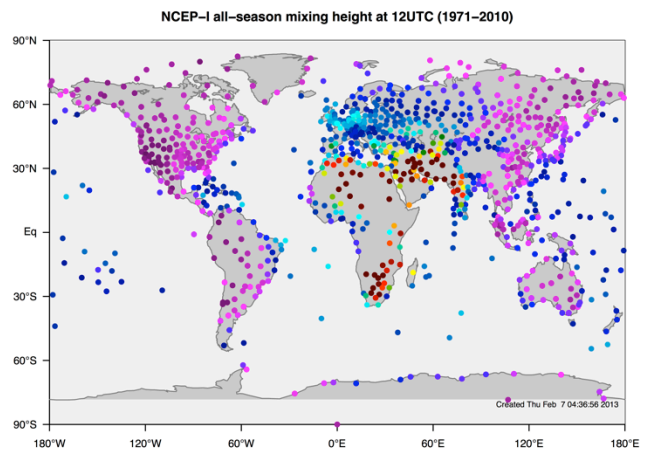 NCEP−I all−season mixing height at 12UTC (1971−2010)
90°N
60°N
30°N
Eq
30°S
60°S
90°S
Created Thu Feb 7 04:36:56 2013
180°W 120°W 60°W 0°E 60°E 120°E 180°E